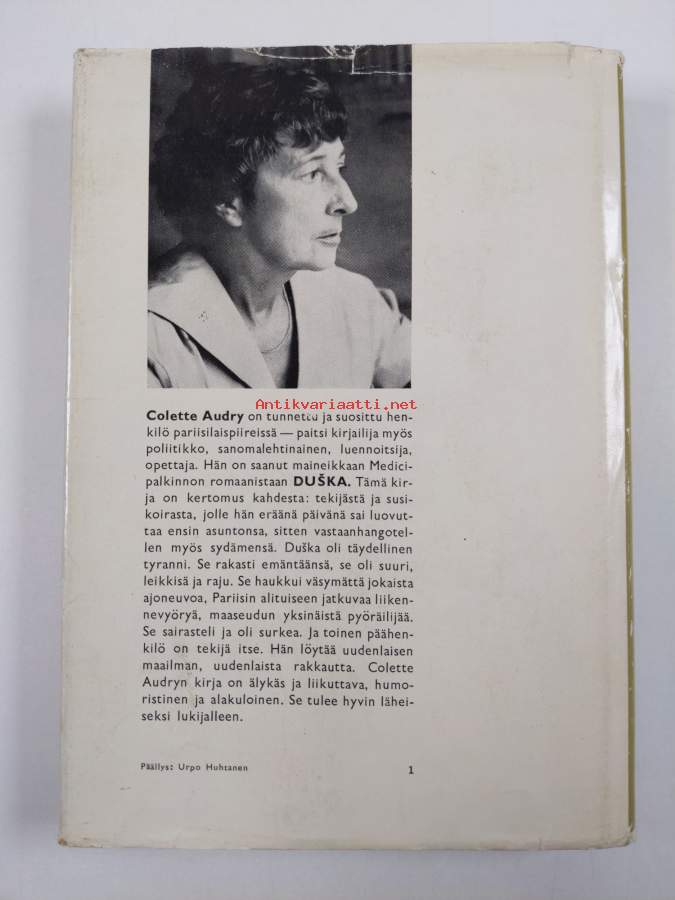 Antikvariaatti.net
Colette Audry on tunnettu ja suosittu hen-
kilö pariisilaispiireissä — paitsi kirjailija myös
poliitikko, sanomalehtinainen, luennoitsija,
opettaja. Hän on saanut maineikkaan Medici-
palkinnon romaanistaan DUŠKA. Tämä kir-
ja on kertomus kahdesta: tekijästä ja susi-
koirasta, jolle hän eräänä päivänä sai luovut-
taa ensin asuntonsa, sitten vastaanhangotel-
len myös sydämensä. Duška oli täydellinen
tyranni. Se rakasti emäntäänsä, se oli suuri,
leikkisä ja raju. Se haukkui väsymättä jokaista
ajoneuvoa, Pariisin alituiseen jatkuvaa liiken-
nevyöryä, maaseudun yksinäistä pyöräilijää.
Se sairasteli ja oli surkea. Ja toinen päähen-
kilö on tekijä itse. Hän löytää uudenlaisen
maailman, uudenlaista rakkautta. Colette
Audryn kirja on älykäs ja liikuttava, humo-
ristinen ja alakuloinen. Se tulee hyvin lähei-
seksi lukijalleen.
Päällys: Urpo Huhtanen 1